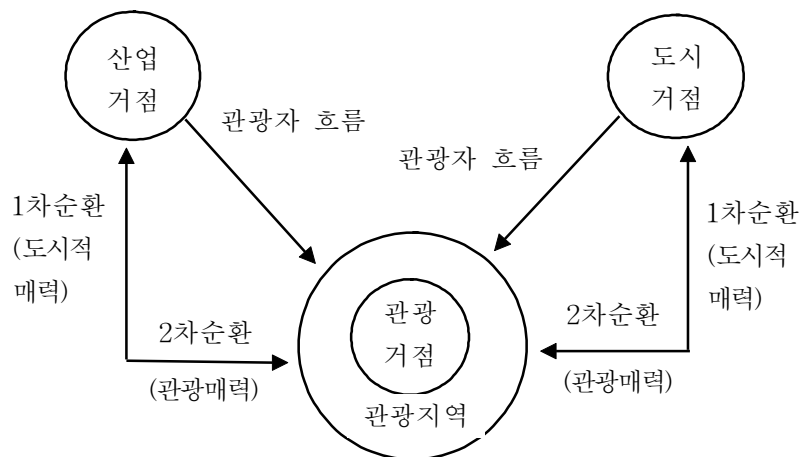 산업
거점
도시
거점
관광자 흐름
관광자 흐름
1차순환
(도시적
매력)
1차순환
(도시적
매력)
2차순환
(관광매력)
관광
거점
관광지역
2차순환
(관광매력)